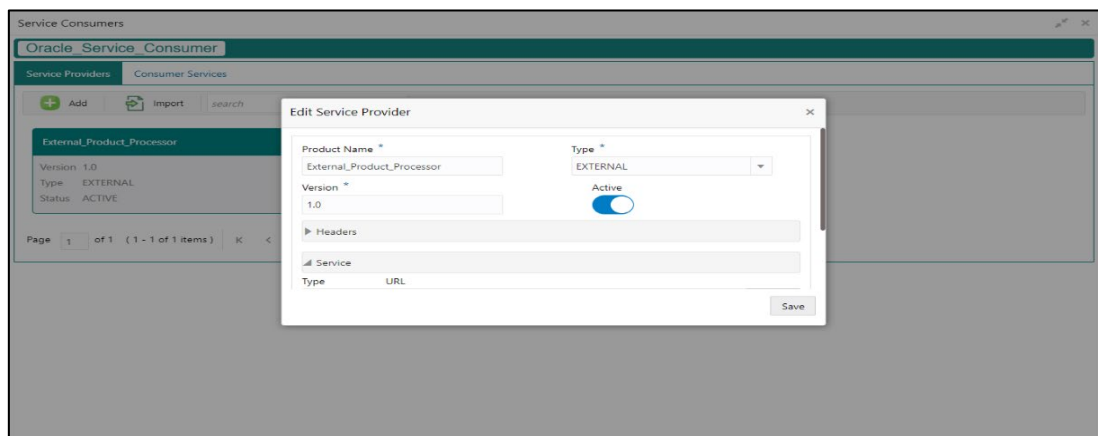 Service Consumers
Oracle_Service_Consumer
Service Providers Consumer Services
Add Import search
External_Product_Processor
Version 1.0
Type EXTERNAL
Status ACTIVE
Page 1 of 1 ( 1 - 1 of 1 items )
Edit Service Provider
Product Name * Type *
External_Product_Processor EXTERNAL
Version * Active
1.0
Headers
Service
Type URL
Save